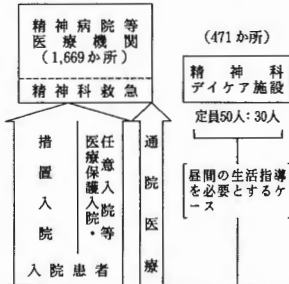 精神病院等
医療機関
(1,669か所)
精神科救急
措置入院
任意入院等
医療保護入院・
入院患者
通院医療
(471か所)
精神科
デイケア施設
定員50人:30人
昼間の生活指導
を必要とするケ
ース